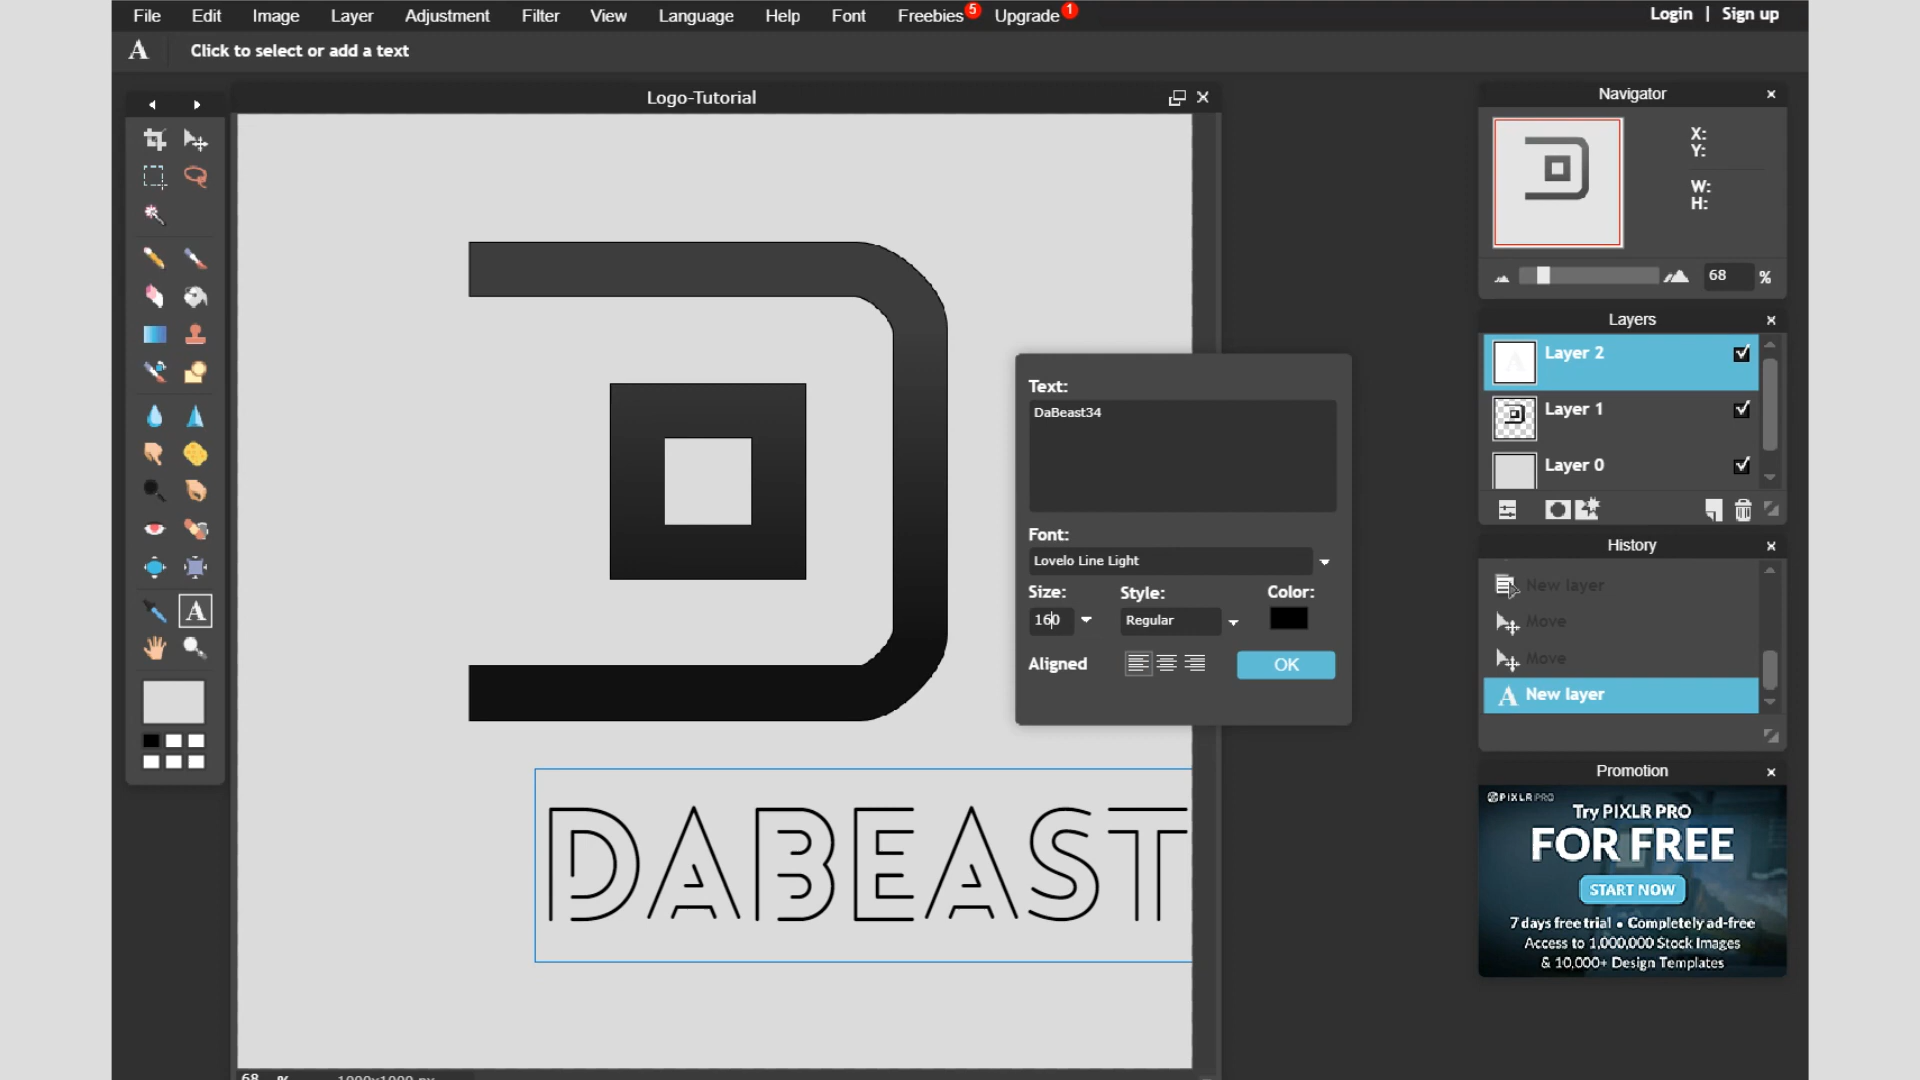 File Edit Image Layer Adjustment Filter View Language Help Font Freebies 5 Upgrade 1 Login | Sign up
A Click to select or add a text
Logo-Tutorial
Navigator
X:
Y:
W:
H:
68 %
Layers
Layer 2
Layer 1
Layer 0
Text:
DaBeast34
Font:
Lovelo Line Light
Size: Style: Color:
160 Regular
Aligned OK
History
New layer
Move
Move
New layer
DABEAST
Promotion
PIXLR PRO
Try PIXLR PRO
FOR FREE
START NOW
7 days free trial • Completely ad-free
Access to 1,000,000 Stock Images
& 10,000+ Design Templates
68 % 1000x1000 px